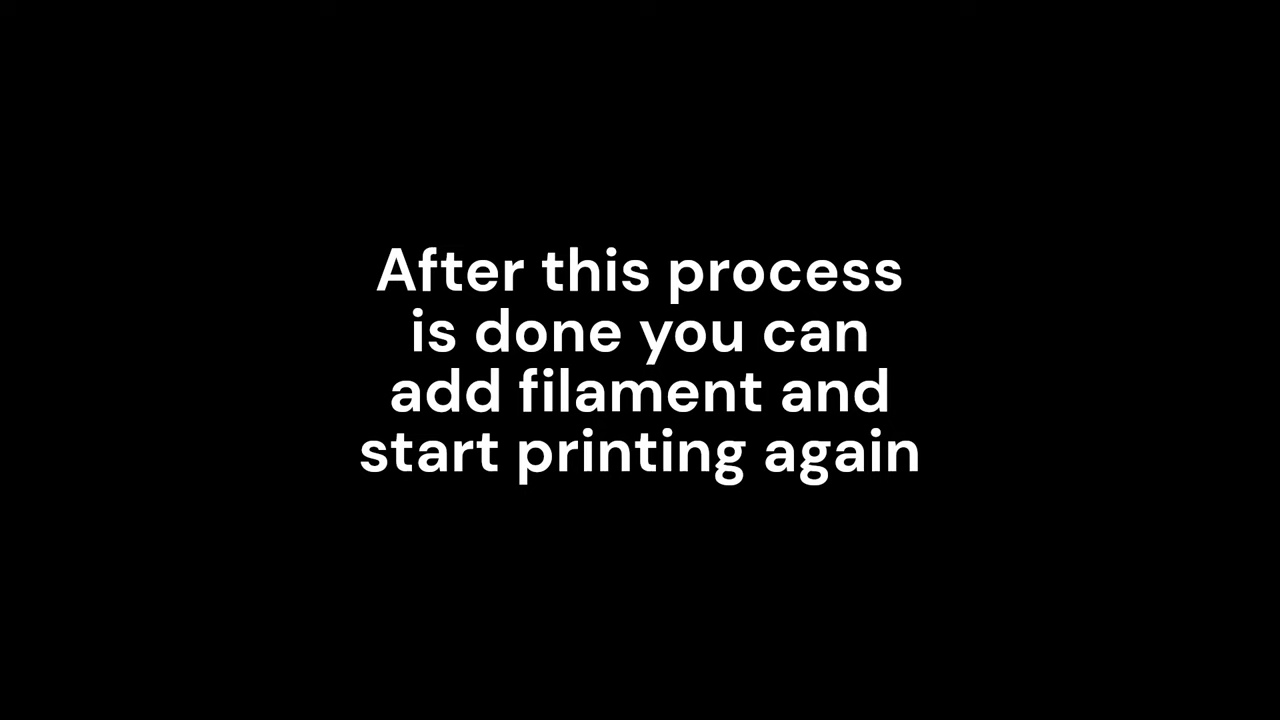 After this process
is done you can
add filament and
start printing again